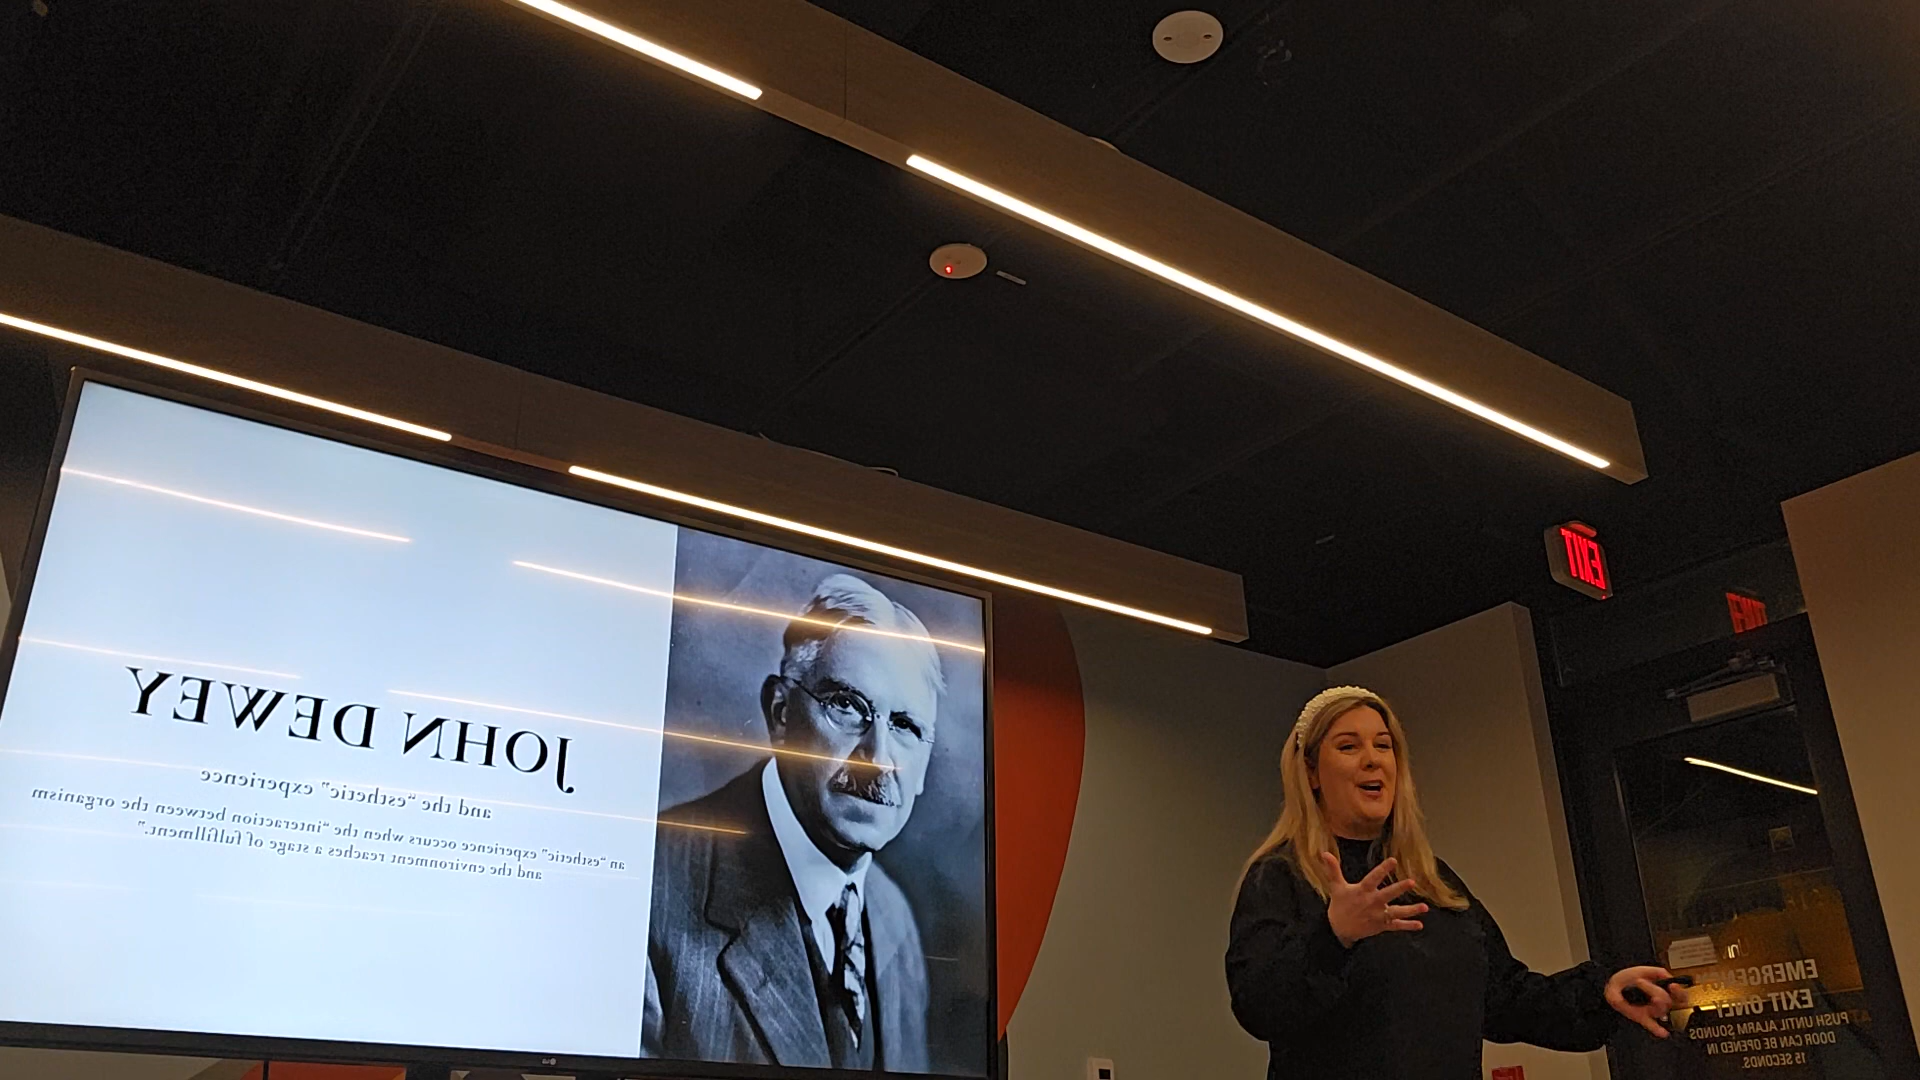 JOHN DEWEY
and the "esthetic" experience
an "esthetic" experience occurs when the "interaction between the organism
and the environment reaches a stage of fulfillment."
LG
EXIT
EXIT
EMERGENCY
EXIT ONLY
PUSH UNTIL ALARM SOUNDS
DOOR CAN BE OPENED IN
15 SECONDS.